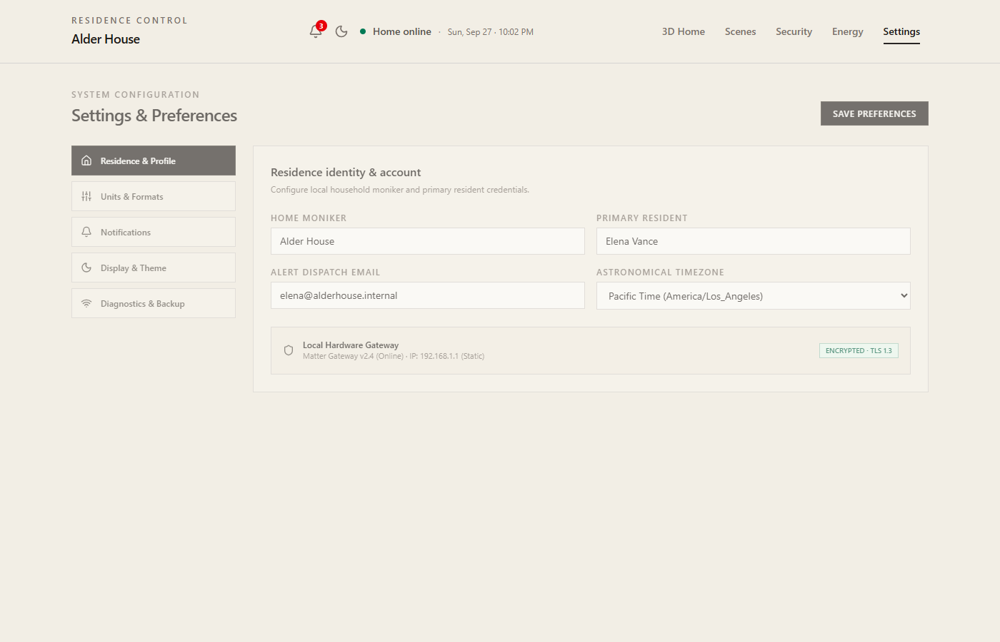 RESIDENCE CONTROL
Alder House
3
Home online · Sun, Sep 27 · 10:02 PM
3D Home
Scenes
Security
Energy
Settings
SYSTEM CONFIGURATION
Settings & Preferences
SAVE PREFERENCES
Residence & Profile
Units & Formats
Notifications
Display & Theme
Diagnostics & Backup
Residence identity & account
Configure local household moniker and primary resident credentials.
HOME MONIKER
Alder House
PRIMARY RESIDENT
Elena Vance
ALERT DISPATCH EMAIL
elena@alderhouse.internal
ASTRONOMICAL TIMEZONE
Pacific Time (America/Los_Angeles)
Local Hardware Gateway
Matter Gateway v2.4 (Online) · IP: 192.168.1.1 (Static)
ENCRYPTED · TLS 1.3